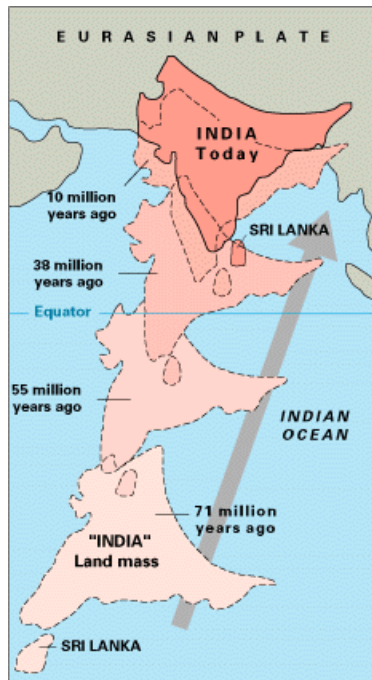 EURASIAN PLATE
INDIA
Today
10 million
years ago
SRI LANKA
38 million
years ago
Equator
55 million
years ago
INDIAN
OCEAN
71 million
years ago
"INDIA"
Land mass
SRI LANKA